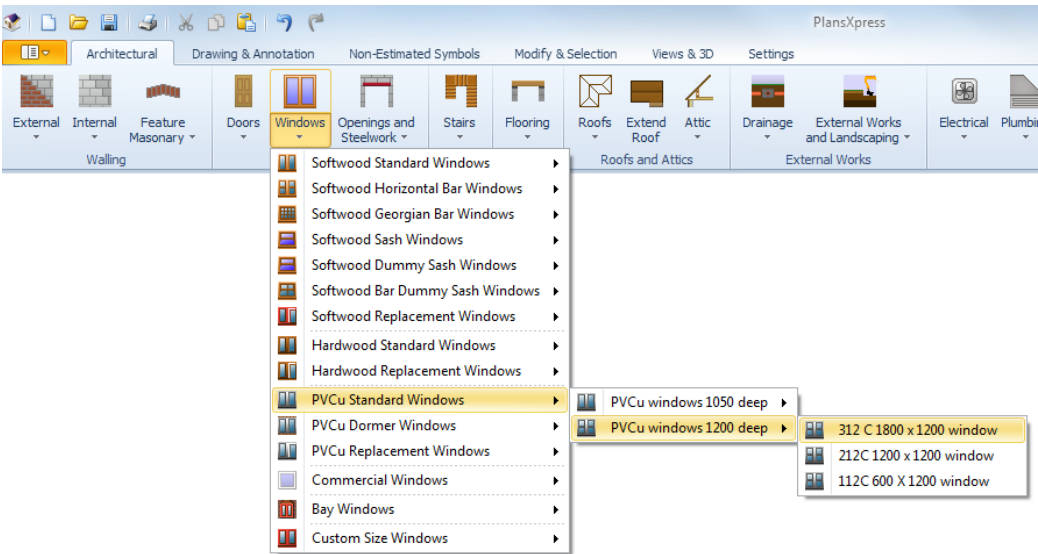 PlansXpress
Architectural Drawing & Annotation Non-Estimated Symbols Modify & Selection Views & 3D Settings
External Internal Feature Masonary Doors Windows Openings and Steelwork Stairs Flooring Roofs Extend Roof Attic Drainage External Works and Landscaping Electrical
Walling Roofs and Attics External Works
Softwood Standard Windows
Softwood Horizontal Bar Windows
Softwood Georgian Bar Windows
Softwood Sash Windows
Softwood Dummy Sash Windows
Softwood Bar Dummy Sash Windows
Softwood Replacement Windows
Hardwood Standard Windows
Hardwood Replacement Windows
PVCu Standard Windows
PVCu Dormer Windows
PVCu Replacement Windows
Commercial Windows
Bay Windows
Custom Size Windows
PVCu windows 1050 deep
PVCu windows 1200 deep
312 C 1800 x 1200 window
212C 1200 x 1200 window
112C 600 X 1200 window